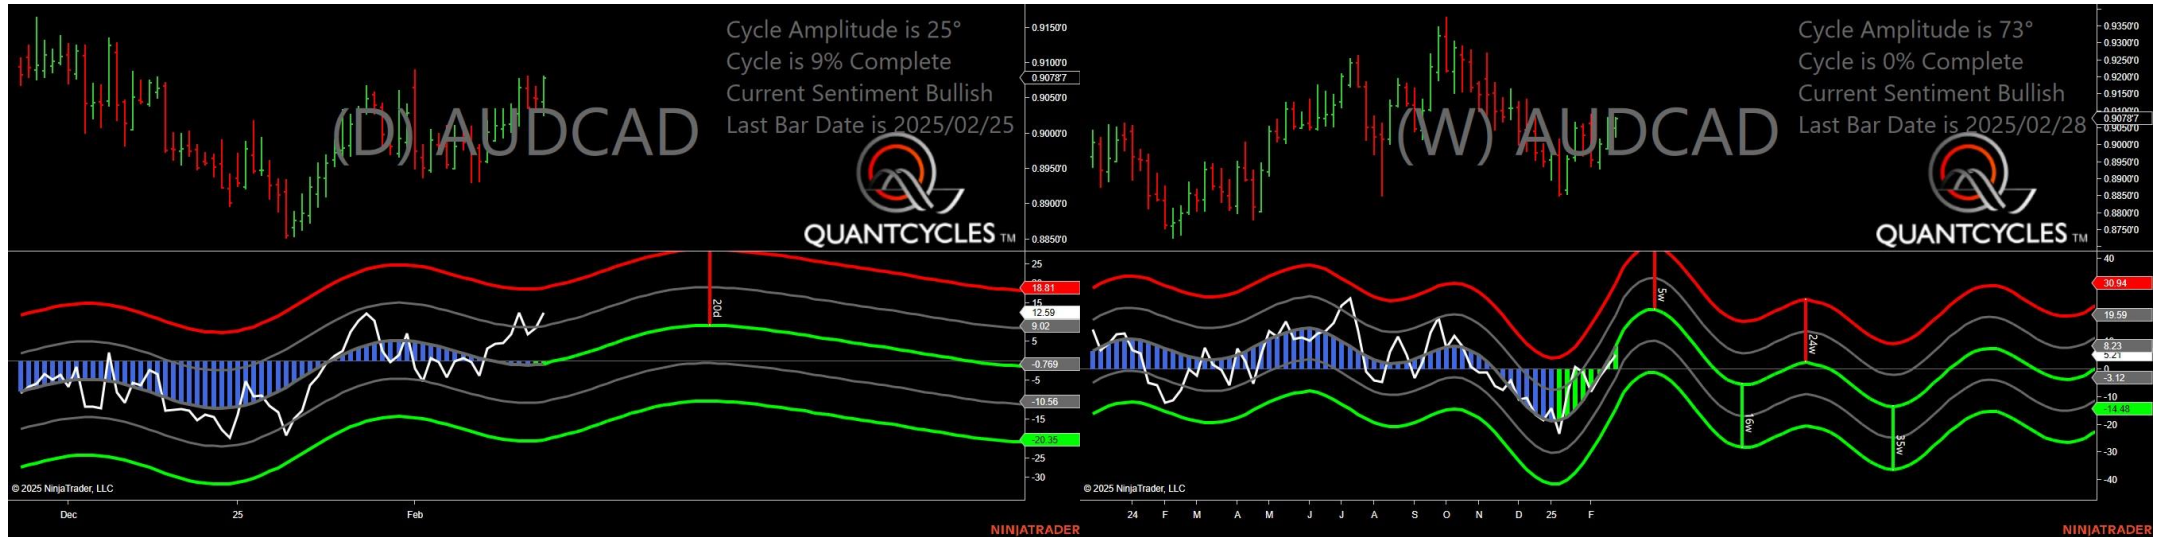 Cycle Amplitude is 25°
Cycle is 9% Complete
Current Sentiment Bullish
Last Bar Date is 2025/02/25
(D) AUDCAD
QUANTCYCLES TM
0.9150'0
0.9100'0
0.9078'7
0.9050'0
0.9000'0
0.8950'0
0.8900'0
0.8850'0
25
18.81
15
12.59
9.02
5
-0.769
-5
-10.56
-15
-20.35
-25
-30
20d
© 2025 NinjaTrader, LLC
Dec 25 Feb
NINJATRADER
Cycle Amplitude is 73°
Cycle is 0% Complete
Current Sentiment Bullish
Last Bar Date is 2025/02/28
(W) AUDCAD
QUANTCYCLES TM
0.9350'0
0.9300'0
0.9250'0
0.9200'0
0.9150'0
0.9100'0
0.9078'7
0.9050'0
0.9000'0
0.8950'0
0.8900'0
0.8850'0
0.8800'0
0.8750'0
40
30.94
19.59
8.23
5.21
0
-3.12
-10
-14.48
-20
-30
-40
5w
24w
16w
35w
© 2025 NinjaTrader, LLC
24 F M A M J J A S O N D 25 F
NINJATRADER